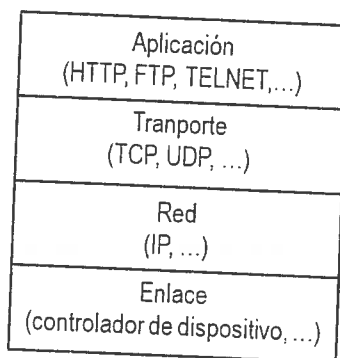 Aplicación
(HTTP, FTP, TELNET,...)
Tranporte
(TCP, UDP, ...)
Red
(IP, ...)
Enlace
(controlador de dispositivo, ...)